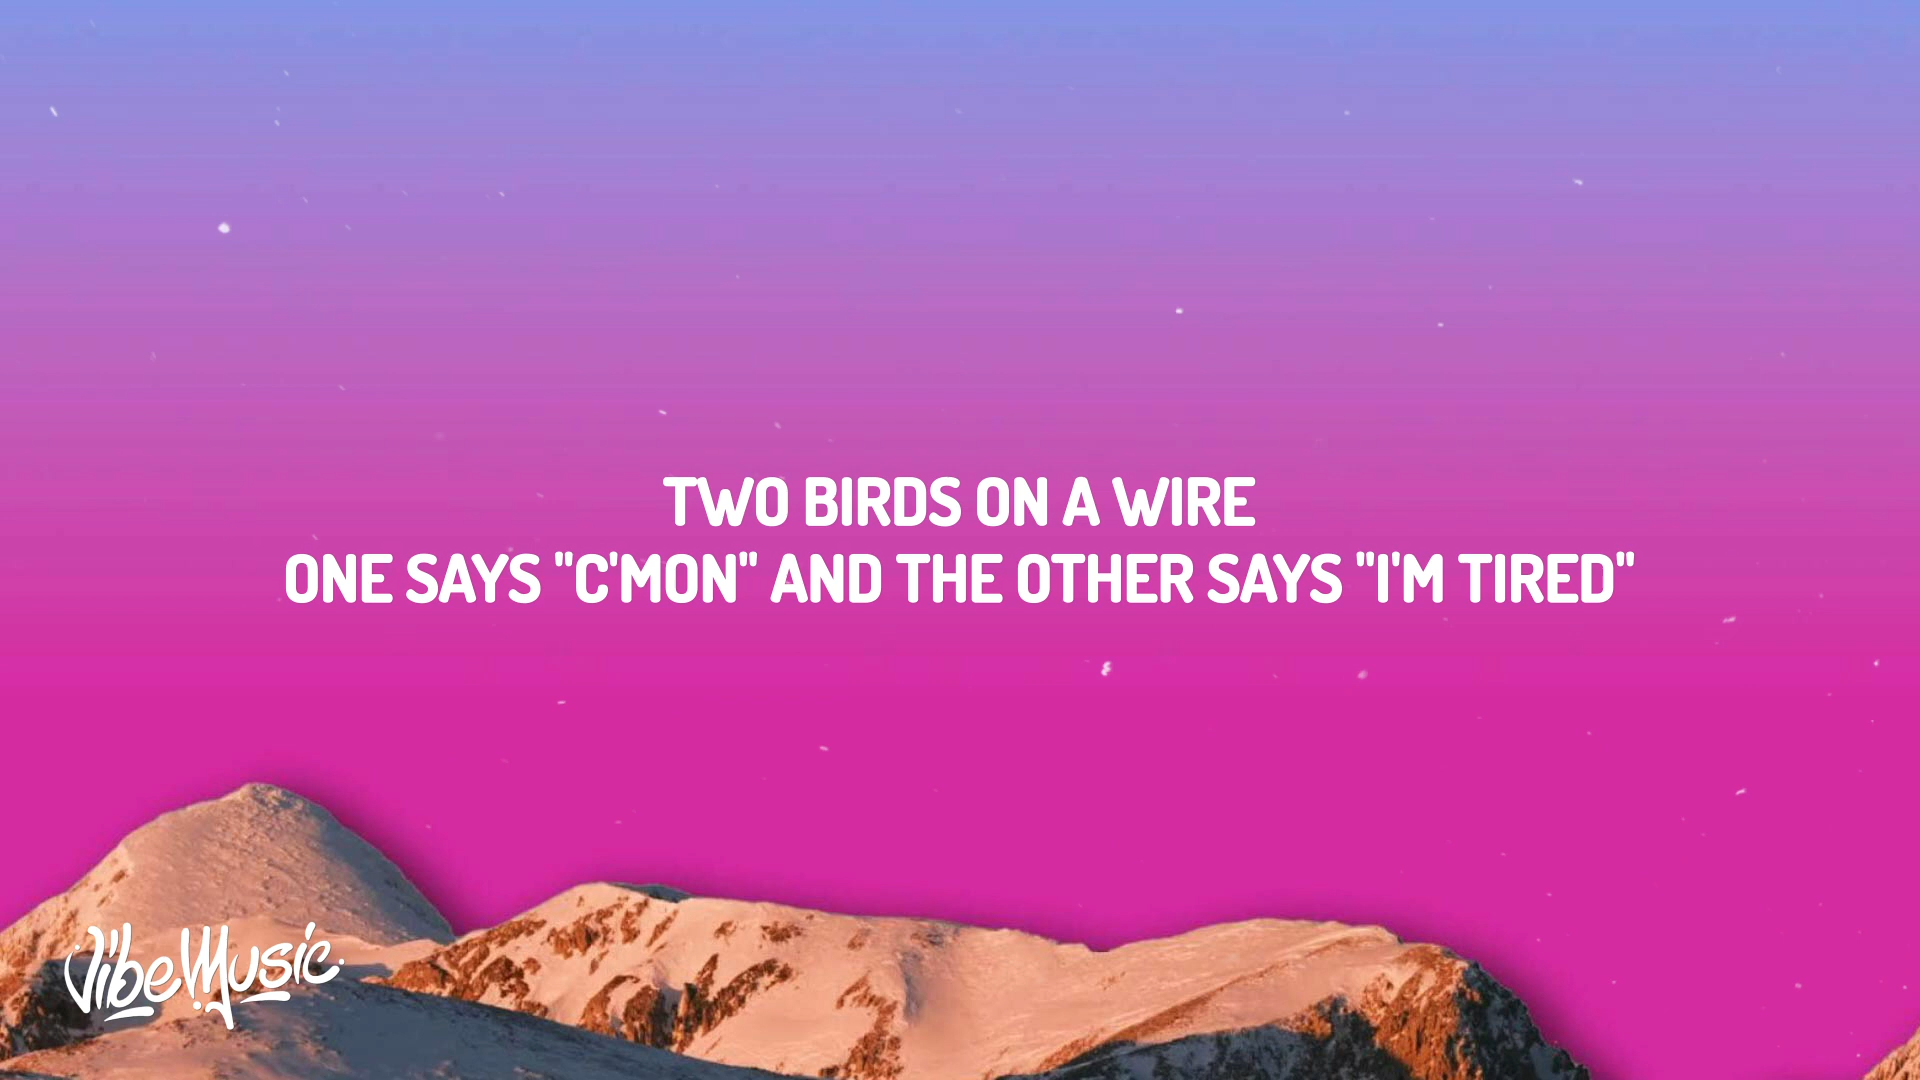 TWO BIRDS ON A WIRE
ONE SAYS "C'MON" AND THE OTHER SAYS "I'M TIRED"
VibeMusic.